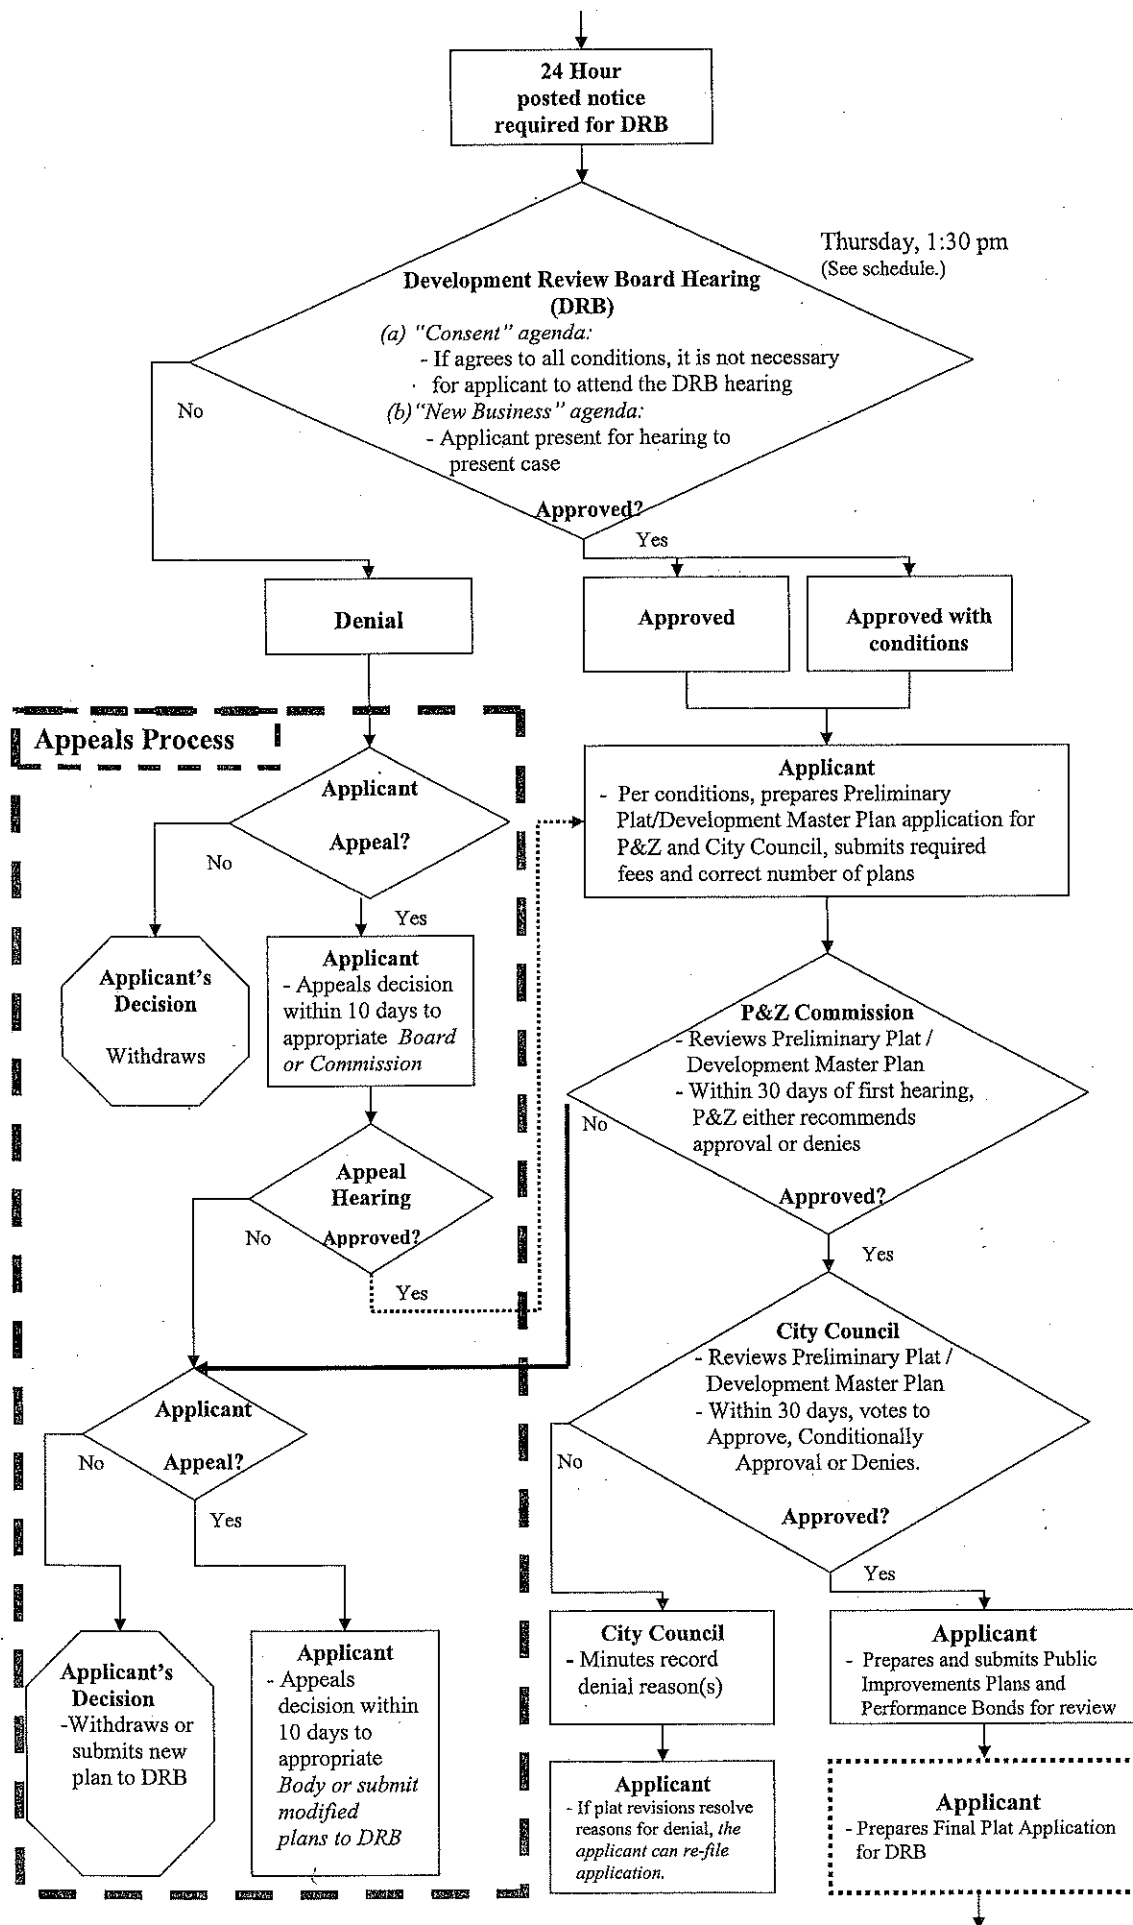 24 Hour
posted notice
required for DRB
Thursday, 1:30 pm
(See schedule.)
Development Review Board Hearing
(DRB)
(a) "Consent" agenda:
- If agrees to all conditions, it is not necessary
for applicant to attend the DRB hearing
(b) "New Business" agenda:
- Applicant present for hearing to
present case
Approved?
No
Yes
Denial
Approved
Approved with
conditions
Appeals Process
Applicant
Appeal?
No
Yes
Applicant's
Decision
Withdraws
Applicant
- Appeals decision
within 10 days to
appropriate Board
or Commission
Appeal
Hearing
Approved?
No
Yes
Applicant
Appeal?
No
Yes
Applicant's
Decision
-Withdraws or
submits new
plan to DRB
Applicant
- Appeals
decision within
10 days to
appropriate
Body or submit
modified
plans to DRB
Applicant
- Per conditions, prepares Preliminary
Plat/Development Master Plan application for
P&Z and City Council, submits required
fees and correct number of plans
P&Z Commission
- Reviews Preliminary Plat /
Development Master Plan
- Within 30 days of first hearing,
P&Z either recommends
approval or denies
Approved?
No
Yes
City Council
- Reviews Preliminary Plat /
Development Master Plan
- Within 30 days, votes to
Approve, Conditionally
Approval or Denies.
Approved?
No
Yes
City Council
- Minutes record
denial reason(s)
Applicant
- If plat revisions resolve
reasons for denial, the
applicant can re-file
application.
Applicant
- Prepares and submits Public
Improvements Plans and
Performance Bonds for review
Applicant
- Prepares Final Plat Application
for DRB